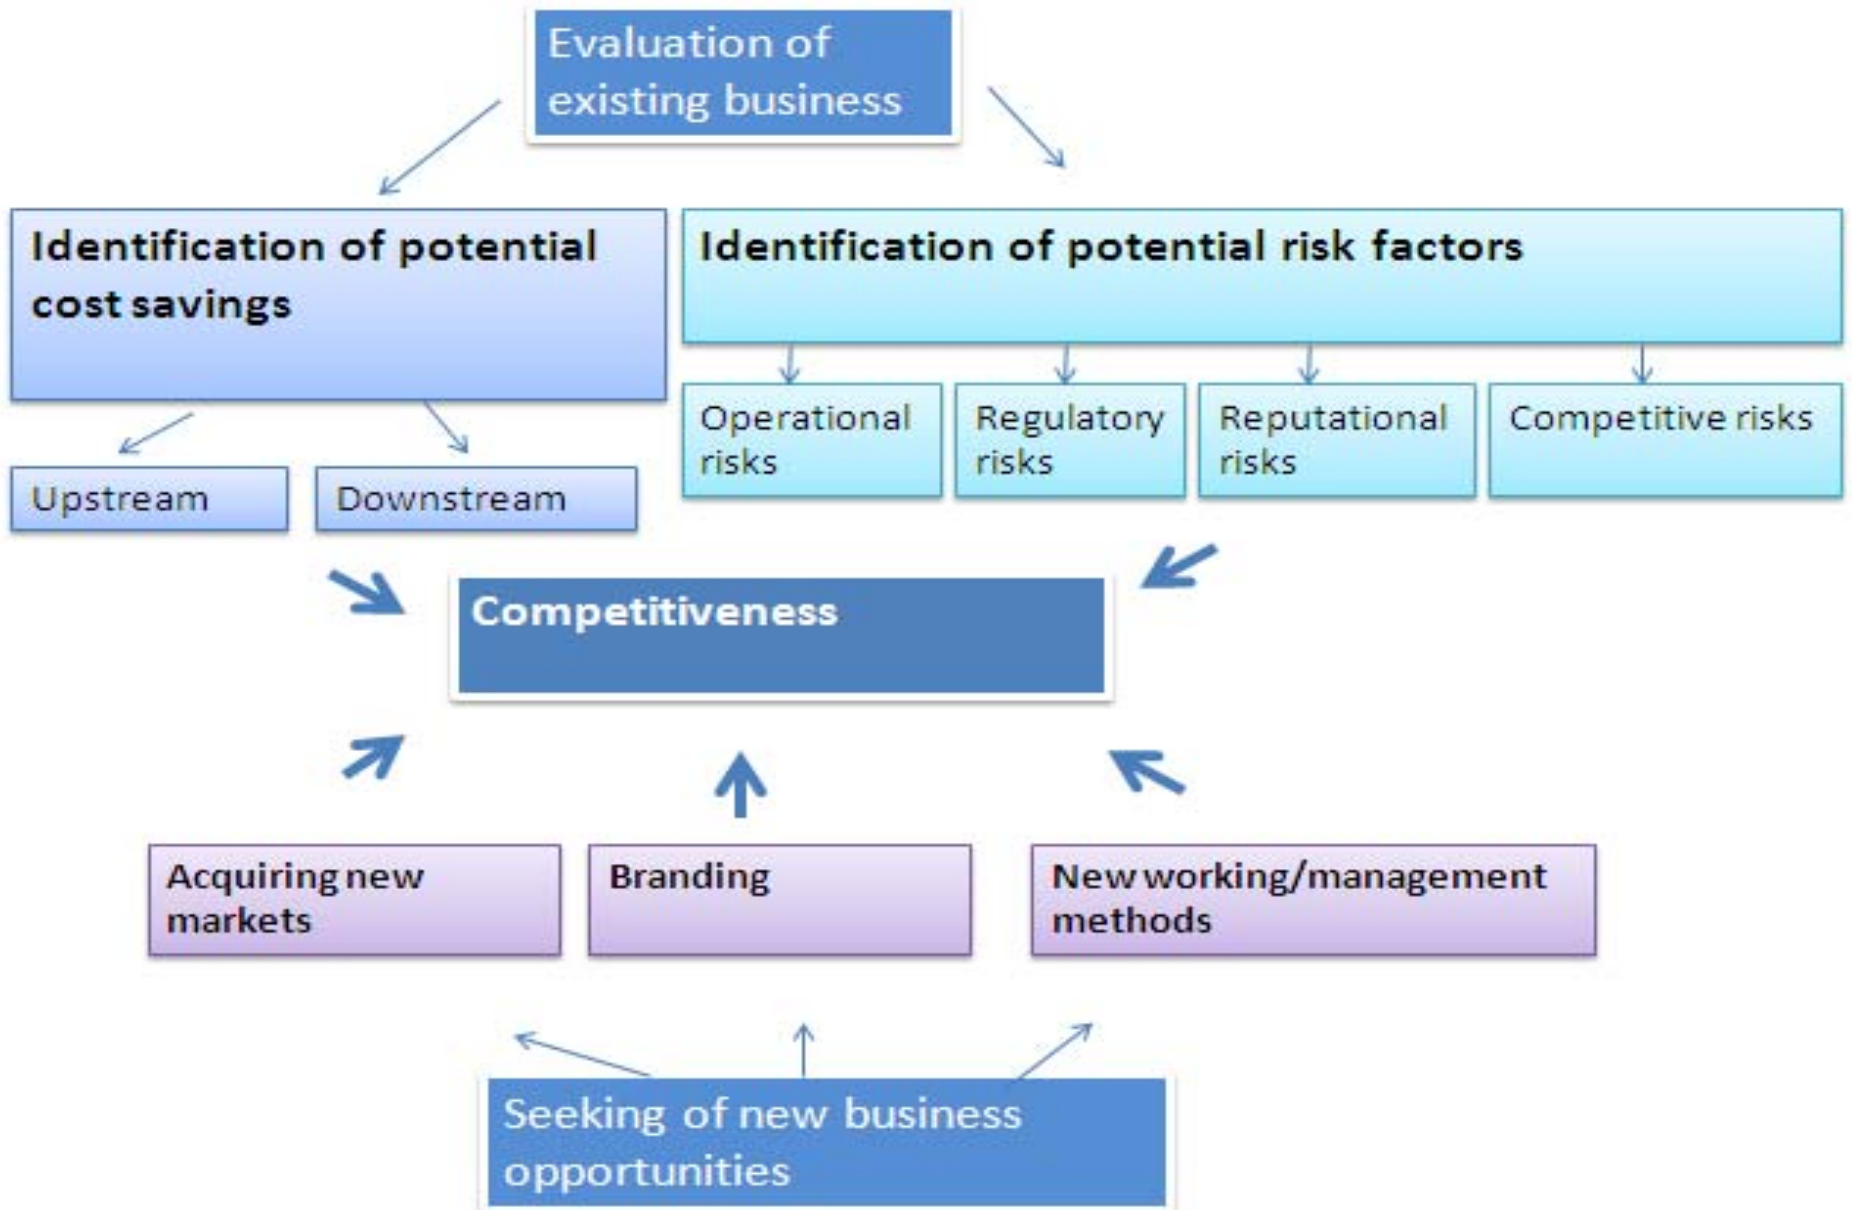 Evaluation of
existing business
Identification of potential
cost savings
Identification of potential risk factors
Operational
risks
Regulatory
risks
Reputational
risks
Competitive risks
Upstream
Downstream
Competitiveness
Acquiring new
markets
Branding
New working/management
methods
Seeking of new business
opportunities